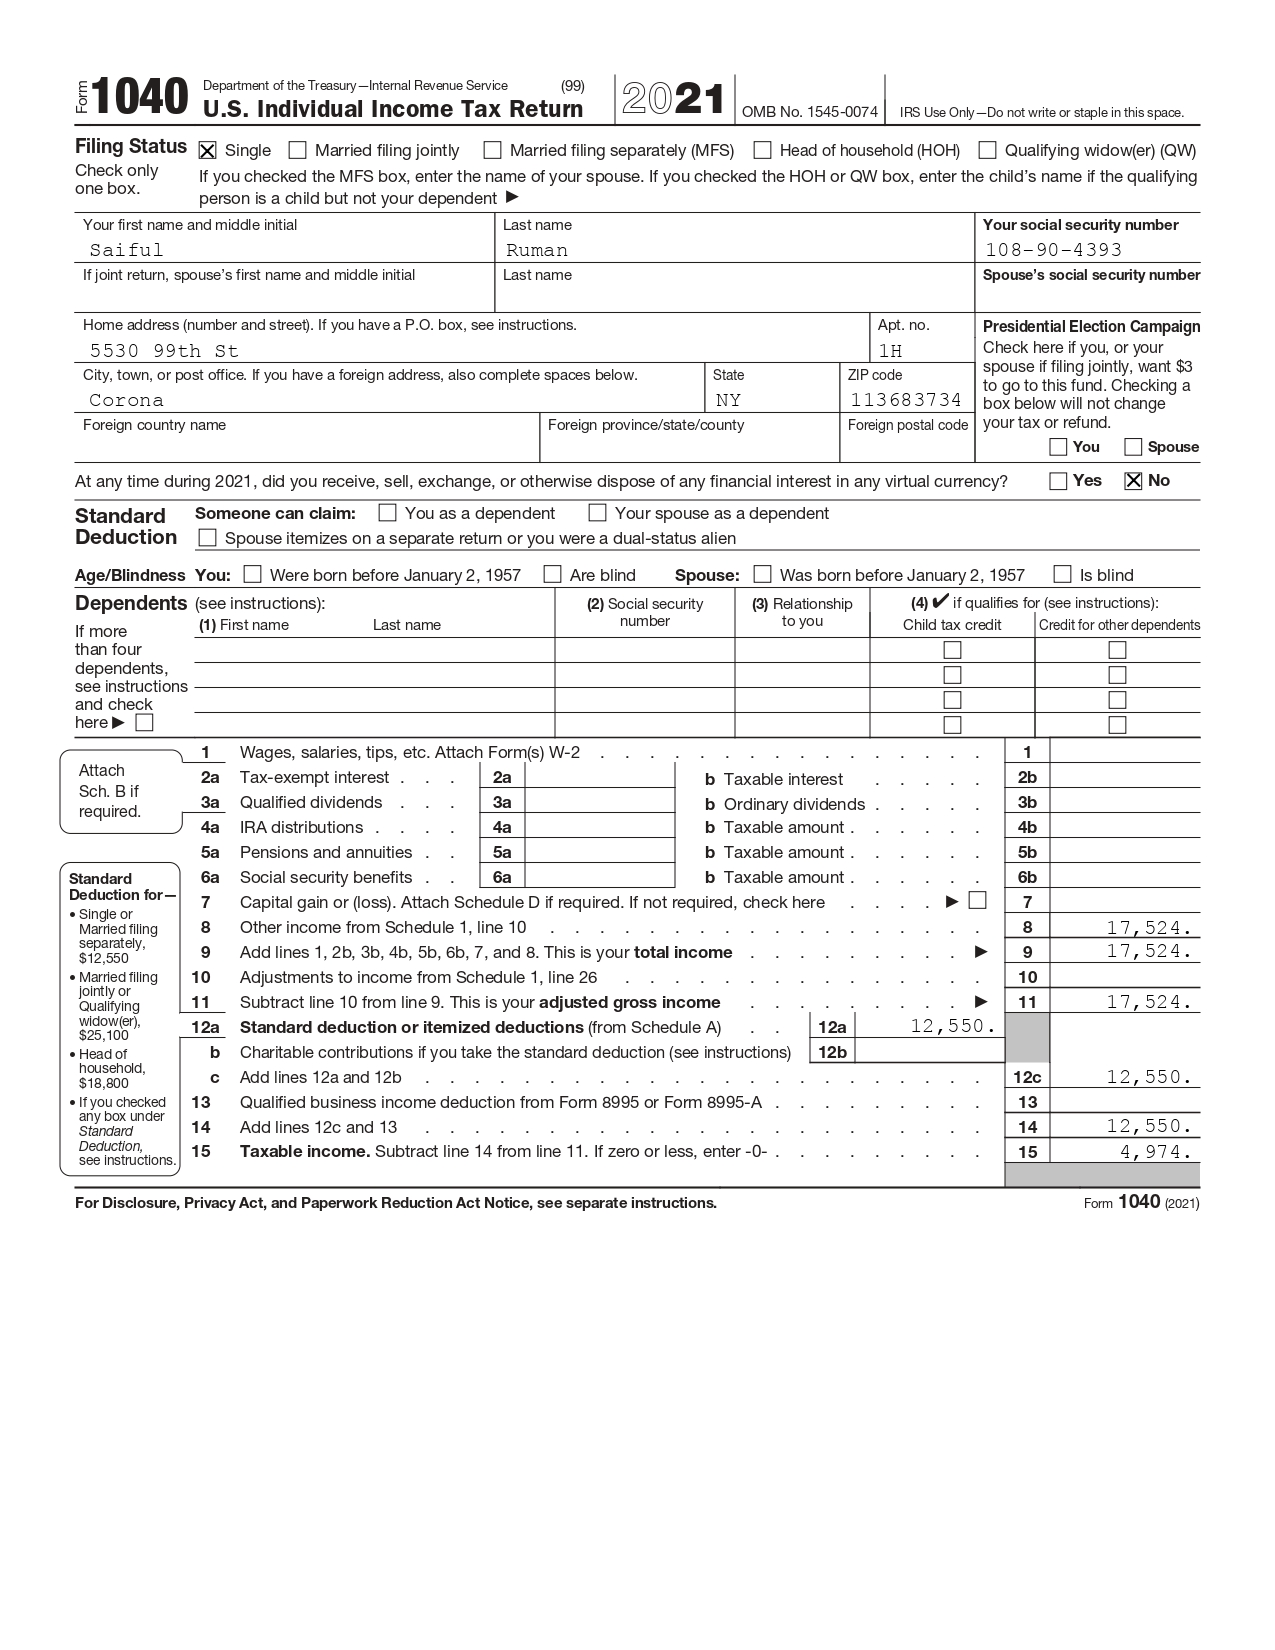 Form 1040 Department of the Treasury—Internal Revenue Service (99) U.S. Individual Income Tax Return 2021 OMB No. 1545-0074 IRS Use Only—Do not write or staple in this space.
Filing Status Check only one box.
Single Married filing jointly Married filing separately (MFS) Head of household (HOH) Qualifying widow(er) (QW)
If you checked the MFS box, enter the name of your spouse. If you checked the HOH or QW box, enter the child's name if the qualifying
person is a child but not your dependent ▶
Your first name and middle initial Last name Your social security number
Saiful Ruman 108-90-4393
If joint return, spouse's first name and middle initial Last name Spouse's social security number
Home address (number and street). If you have a P.O. box, see instructions. Apt. no.
5530 99th St 1H
City, town, or post office. If you have a foreign address, also complete spaces below. State ZIP code
Corona NY 113683734
Foreign country name Foreign province/state/county Foreign postal code
Presidential Election Campaign
Check here if you, or your
spouse if filing jointly, want $3
to go to this fund. Checking a
box below will not change
your tax or refund.
You Spouse
At any time during 2021, did you receive, sell, exchange, or otherwise dispose of any financial interest in any virtual currency? Yes No
Standard
Deduction
Someone can claim: You as a dependent Your spouse as a dependent
Spouse itemizes on a separate return or you were a dual-status alien
Age/Blindness You: Were born before January 2, 1957 Are blind Spouse: Was born before January 2, 1957 Is blind
Dependents (see instructions): (2) Social security number (3) Relationship to you (4) ✔ if qualifies for (see instructions):
(1) First name Last name Child tax credit Credit for other dependents
If more
than four
dependents,
see instructions
and check
here ▶
Attach
Sch. B if
required.
1 Wages, salaries, tips, etc. Attach Form(s) W-2 . . . . . . . . . . . . . . . . 1
2a Tax-exempt interest . . . 2a b Taxable interest . . . . . 2b
3a Qualified dividends . . . 3a b Ordinary dividends . . . . . 3b
4a IRA distributions . . . . 4a b Taxable amount . . . . . . 4b
5a Pensions and annuities . . 5a b Taxable amount . . . . . . 5b
6a Social security benefits . . 6a b Taxable amount . . . . . . 6b
7 Capital gain or (loss). Attach Schedule D if required. If not required, check here . . . . ▶ 7
8 Other income from Schedule 1, line 10 . . . . . . . . . . . . . . . . . . 8 17,524.
9 Add lines 1, 2b, 3b, 4b, 5b, 6b, 7, and 8. This is your total income . . . . . . . . . ▶ 9 17,524.
10 Adjustments to income from Schedule 1, line 26 . . . . . . . . . . . . . . . 10
11 Subtract line 10 from line 9. This is your adjusted gross income . . . . . . . . . ▶ 11 17,524.
12a Standard deduction or itemized deductions (from Schedule A) . . 12a 12,550.
b Charitable contributions if you take the standard deduction (see instructions) 12b
c Add lines 12a and 12b . . . . . . . . . . . . . . . . . . . . . . . 12c 12,550.
13 Qualified business income deduction from Form 8995 or Form 8995-A . . . . . . . . . 13
14 Add lines 12c and 13 . . . . . . . . . . . . . . . . . . . . . . . 14 12,550.
15 Taxable income. Subtract line 14 from line 11. If zero or less, enter -0- . . . . . . . . . 15 4,974.
Standard
Deduction for—
• Single or
Married filing
separately,
$12,550
• Married filing
jointly or
Qualifying
widow(er),
$25,100
• Head of
household,
$18,800
• If you checked
any box under
Standard
Deduction,
see instructions.
For Disclosure, Privacy Act, and Paperwork Reduction Act Notice, see separate instructions. Form 1040 (2021)